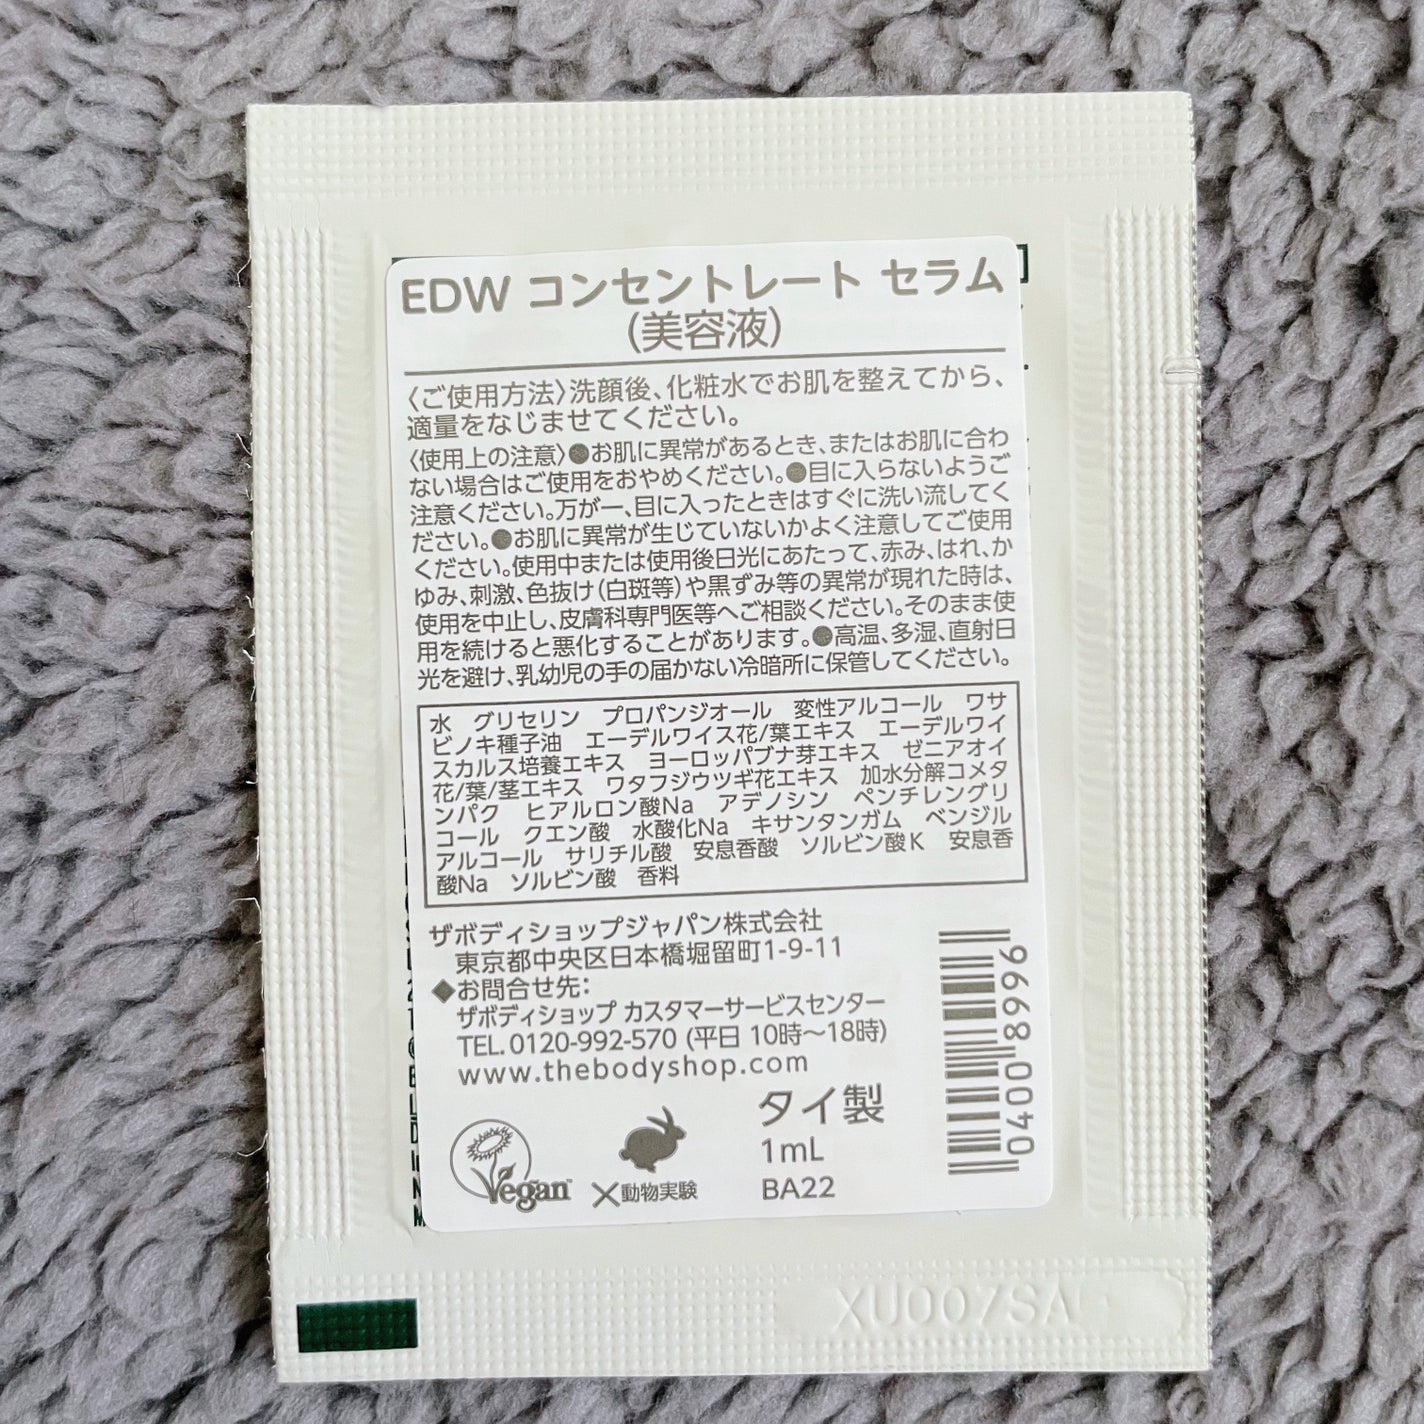 EDW コンセントレート セラム
(美容液)
〈ご使用方法〉洗顔後、化粧水でお肌を整えてから、
適量をなじませてください。
〈使用上の注意〉●お肌に異常があるとき、またはお肌に合わ
ない場合はご使用をおやめください。●目に入らないようご
注意ください。万が一、目に入ったときはすぐに洗い流してく
ださい。●お肌に異常が生じていないかよく注意してご使用
ください。使用中または使用後日光にあたって、赤み、はれ、か
ゆみ、刺激、色抜け(白斑等)や黒ずみ等の異常が現れた時は、
使用を中止し、皮膚科専門医等へご相談ください。そのまま使
用を続けると悪化することがあります。●高温、多湿、直射日
光を避け、乳幼児の手の届かない冷暗所に保管してください。
水 グリセリン プロパンジオール 変性アルコール ワサ
ビノキ種子油 エーデルワイス花/葉エキス エーデルワイ
スカルス培養エキス ヨーロッパブナ芽エキス ゼニアオイ
花/葉/茎エキス ワタフジウツギ花エキス 加水分解コメタ
ンパク ヒアルロン酸Na アデノシン ペンチレングリ
コール クエン酸 水酸化Na キサンタンガム ベンジル
アルコール サリチル酸 安息香酸 ソルビン酸K 安息香
酸Na ソルビン酸 香料
ザボディショップジャパン株式会社
東京都中央区日本橋堀留町1-9-11
◆お問合せ先:
ザボディショップ カスタマーサービスセンター
TEL.0120-992-570 (平日 10時〜18時)
www.thebodyshop.com
Vegan
×動物実験
タイ製
1mL
BA22
96680040
XU007SA